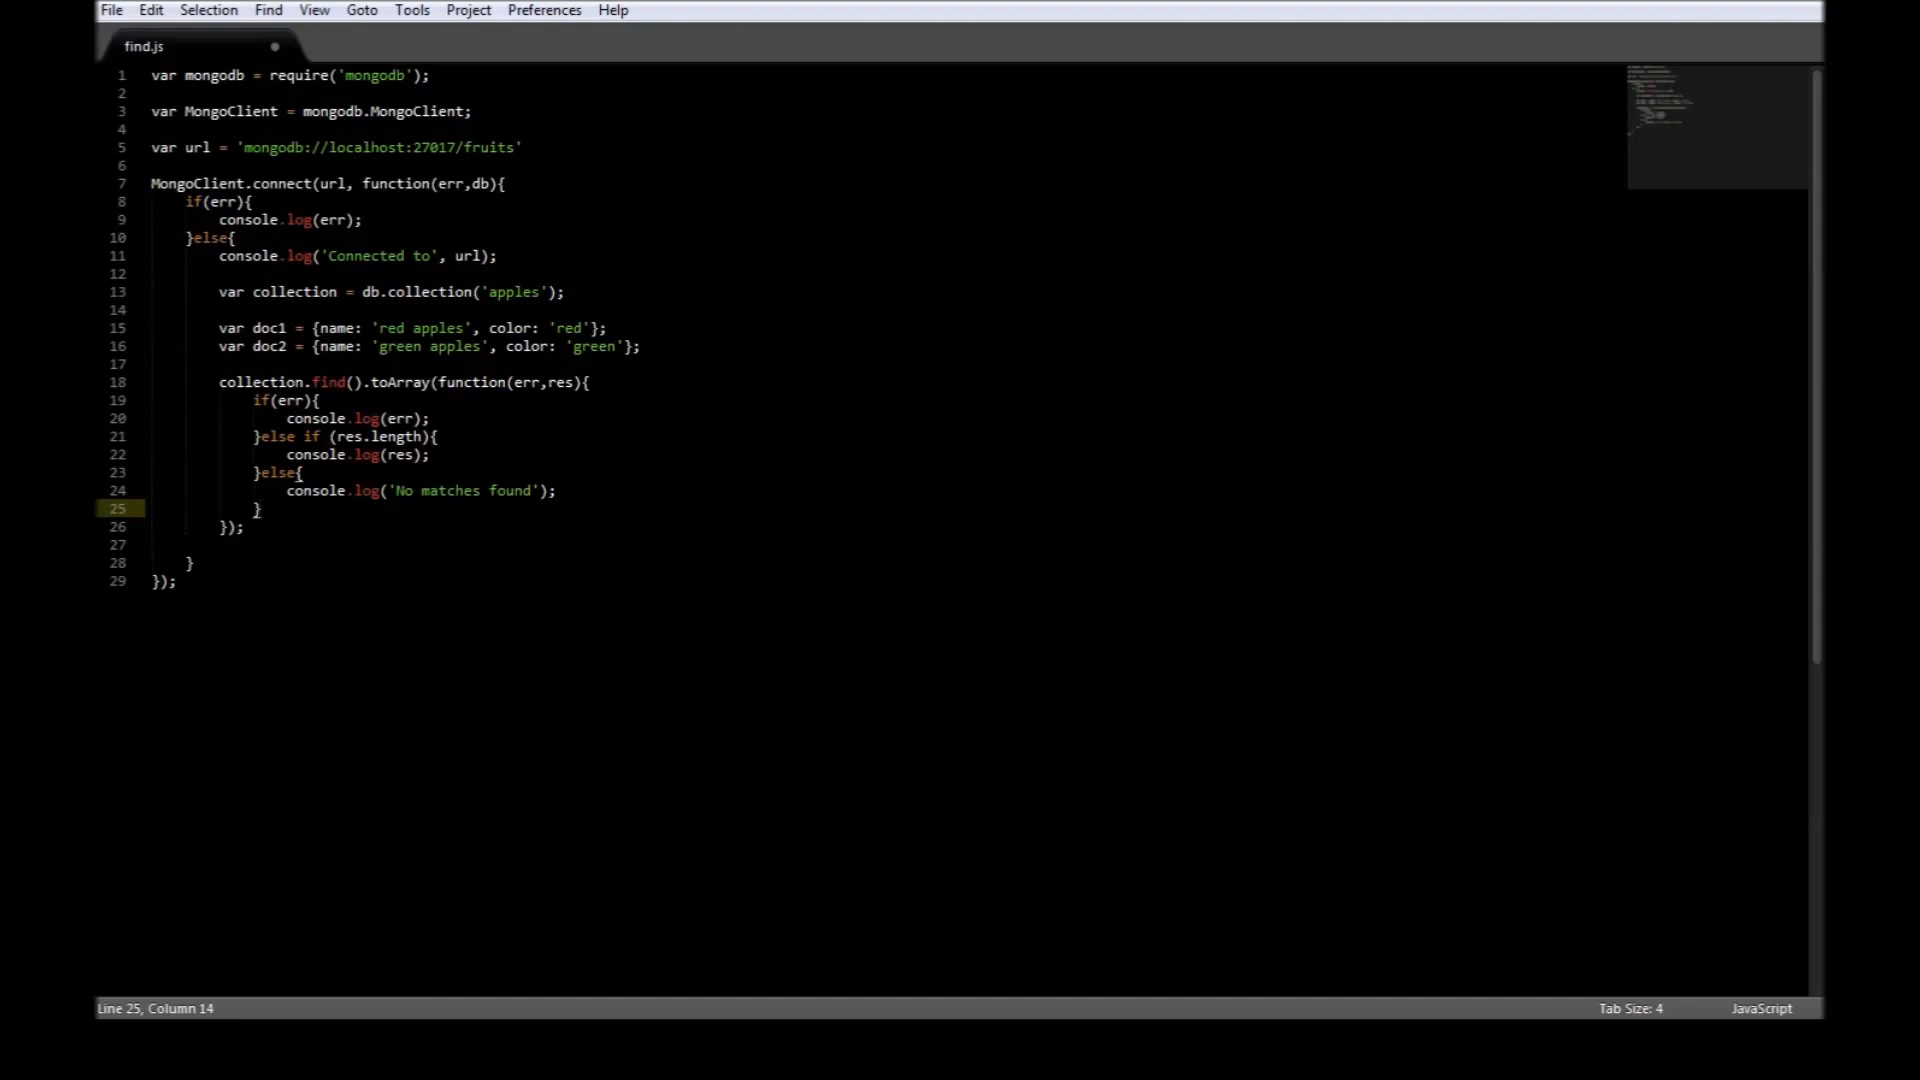 File Edit Selection Find View Goto Tools Project Preferences Help
find.js
1 var mongodb = require('mongodb');
2
3 var MongoClient = mongodb.MongoClient;
4
5 var url = 'mongodb://localhost:27017/fruits'
6
7 MongoClient.connect(url, function(err,db){
8 if(err){
9 console.log(err);
10 }else{
11 console.log('Connected to', url);
12
13 var collection = db.collection('apples');
14
15 var doc1 = {name: 'red apples', color: 'red'};
16 var doc2 = {name: 'green apples', color: 'green'};
17
18 collection.find().toArray(function(err,res){
19 if(err){
20 console.log(err);
21 }else if (res.length){
22 console.log(res);
23 }else{
24 console.log('No matches found');
25 }
26 });
27
28 }
29 });
Line 25, Column 14 Tab Size: 4 JavaScript